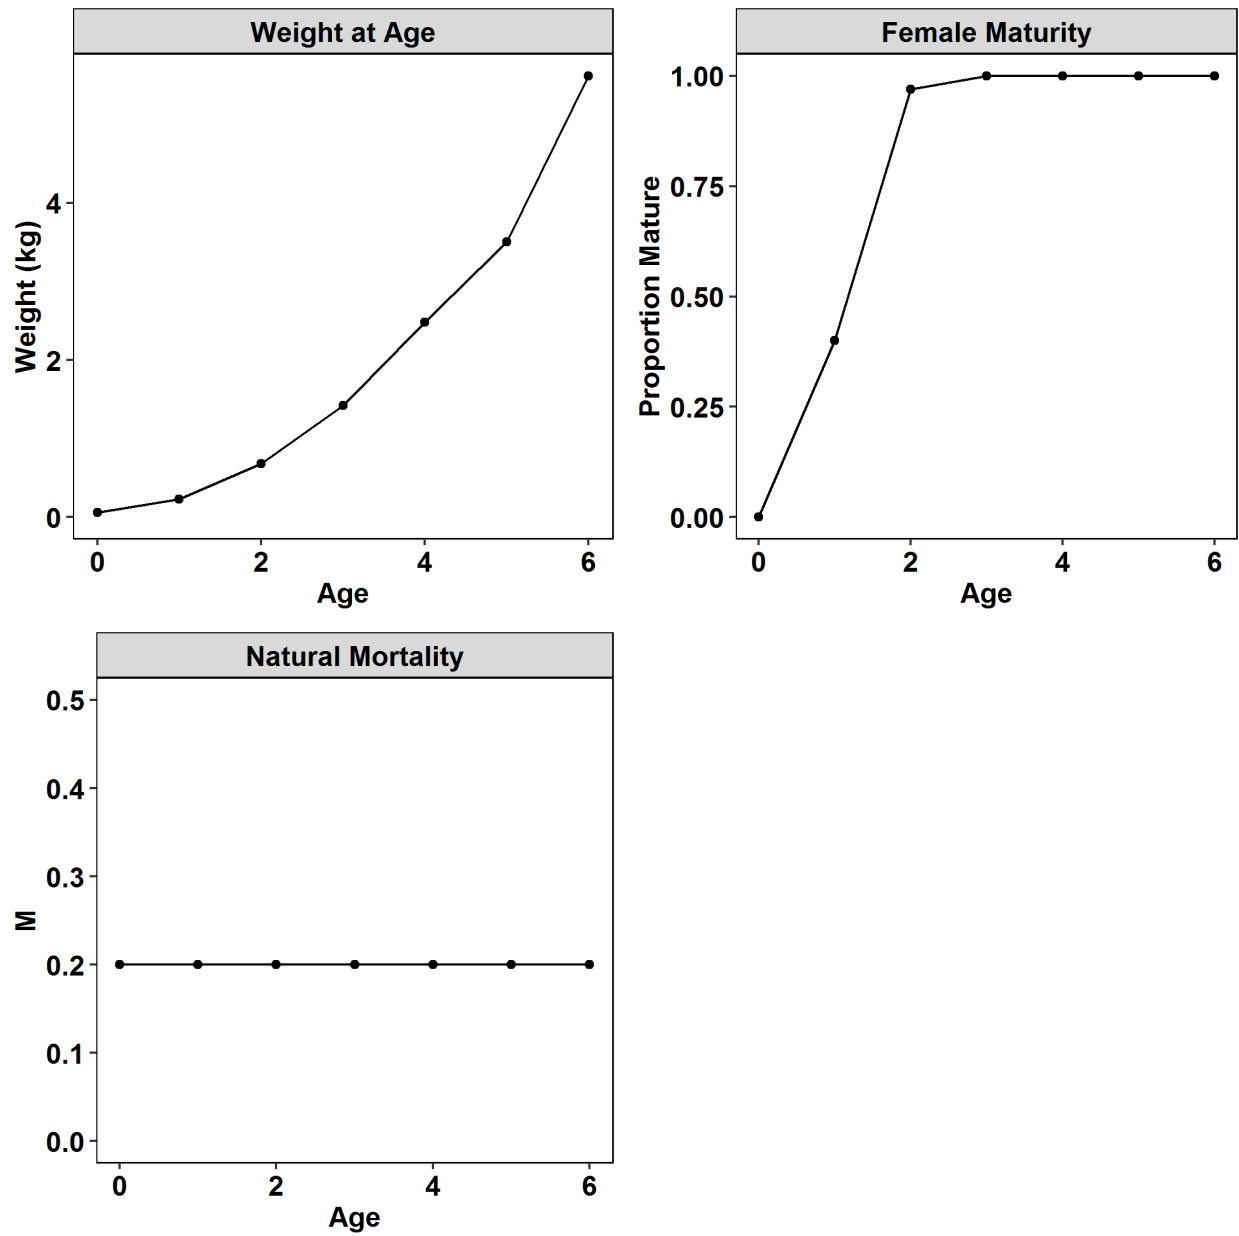 Weight at Age
Weight (kg)
4
2
0
0 2 4 6
Age
Female Maturity
Proportion Mature
1.00
0.75
0.50
0.25
0.00
0 2 4 6
Age
Natural Mortality
M
0.5
0.4
0.3
0.2
0.1
0.0
0 2 4 6
Age